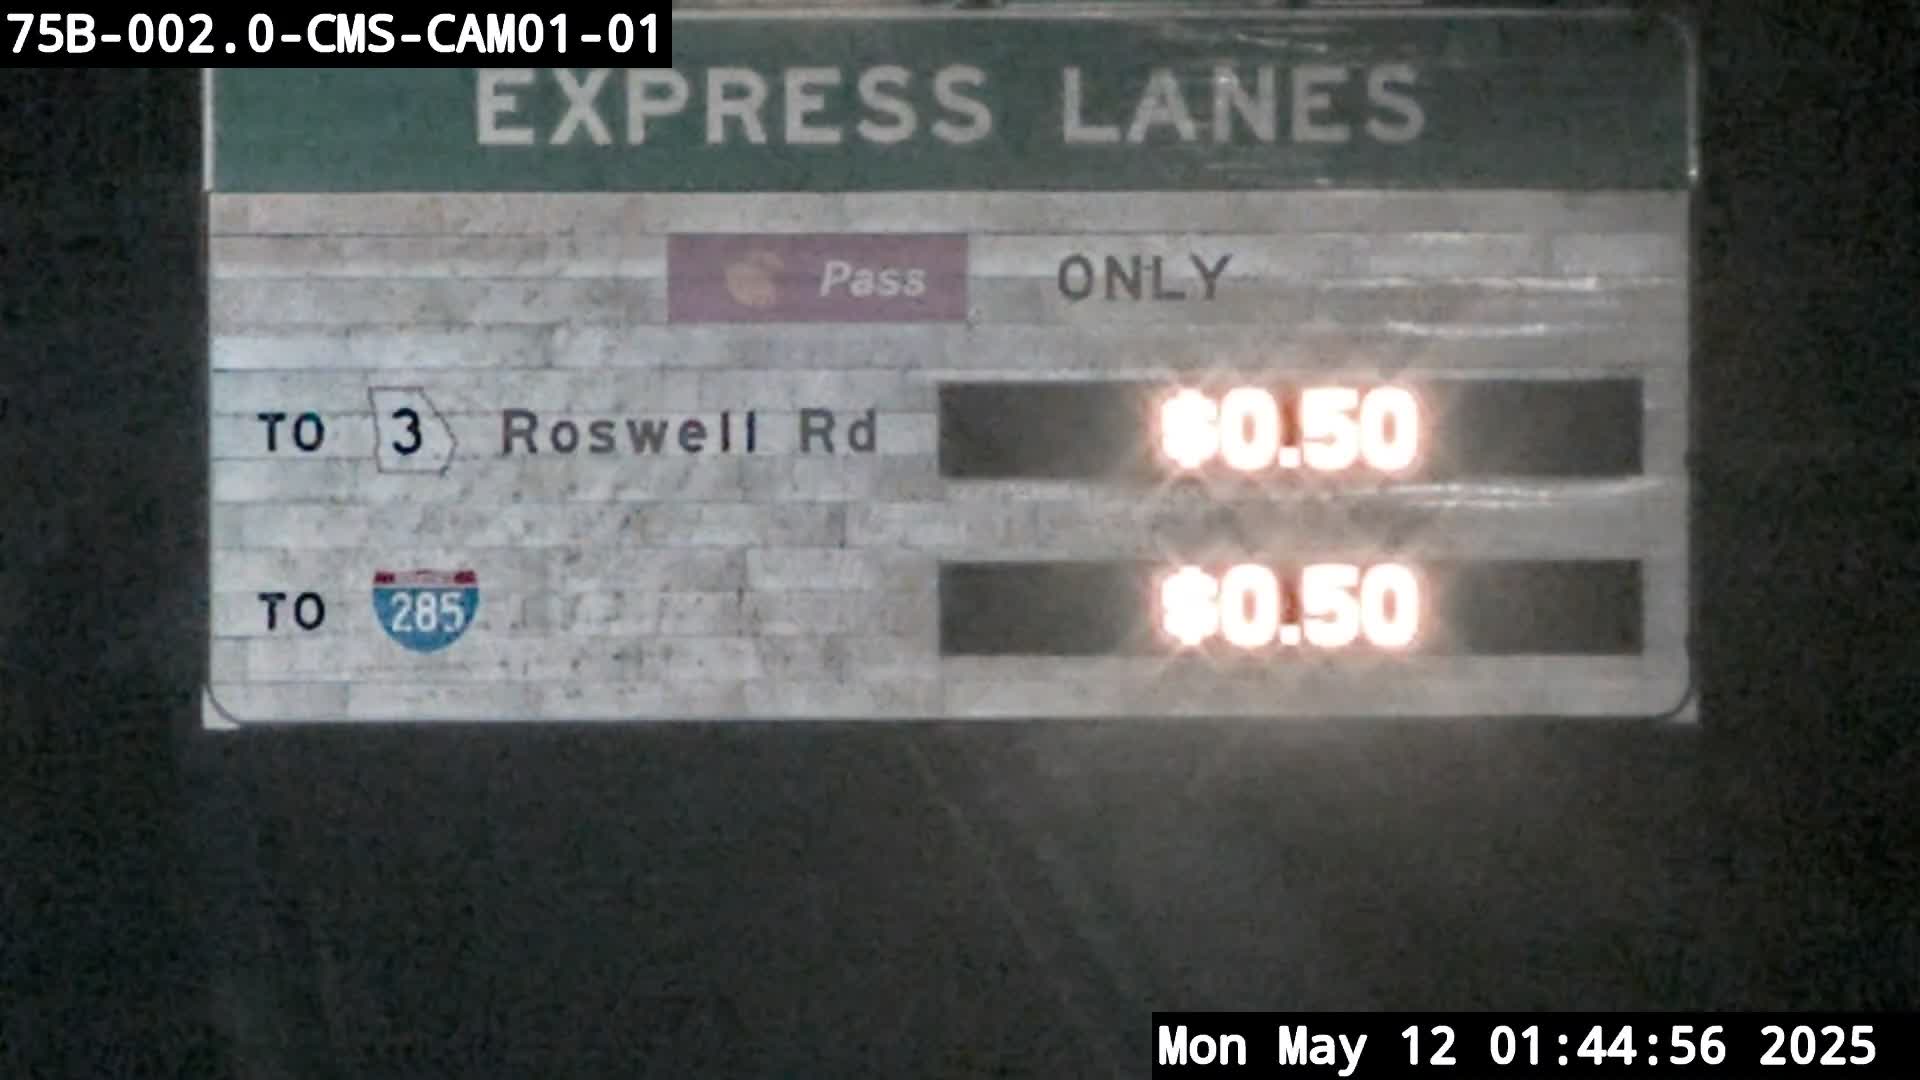 75B-002.0-CMS-CAM01-01
EXPRESS LANES
Pass ONLY
TO 3 Roswell Rd $0.50
TO 285 $0.50
Mon May 12 01:44:56 2025